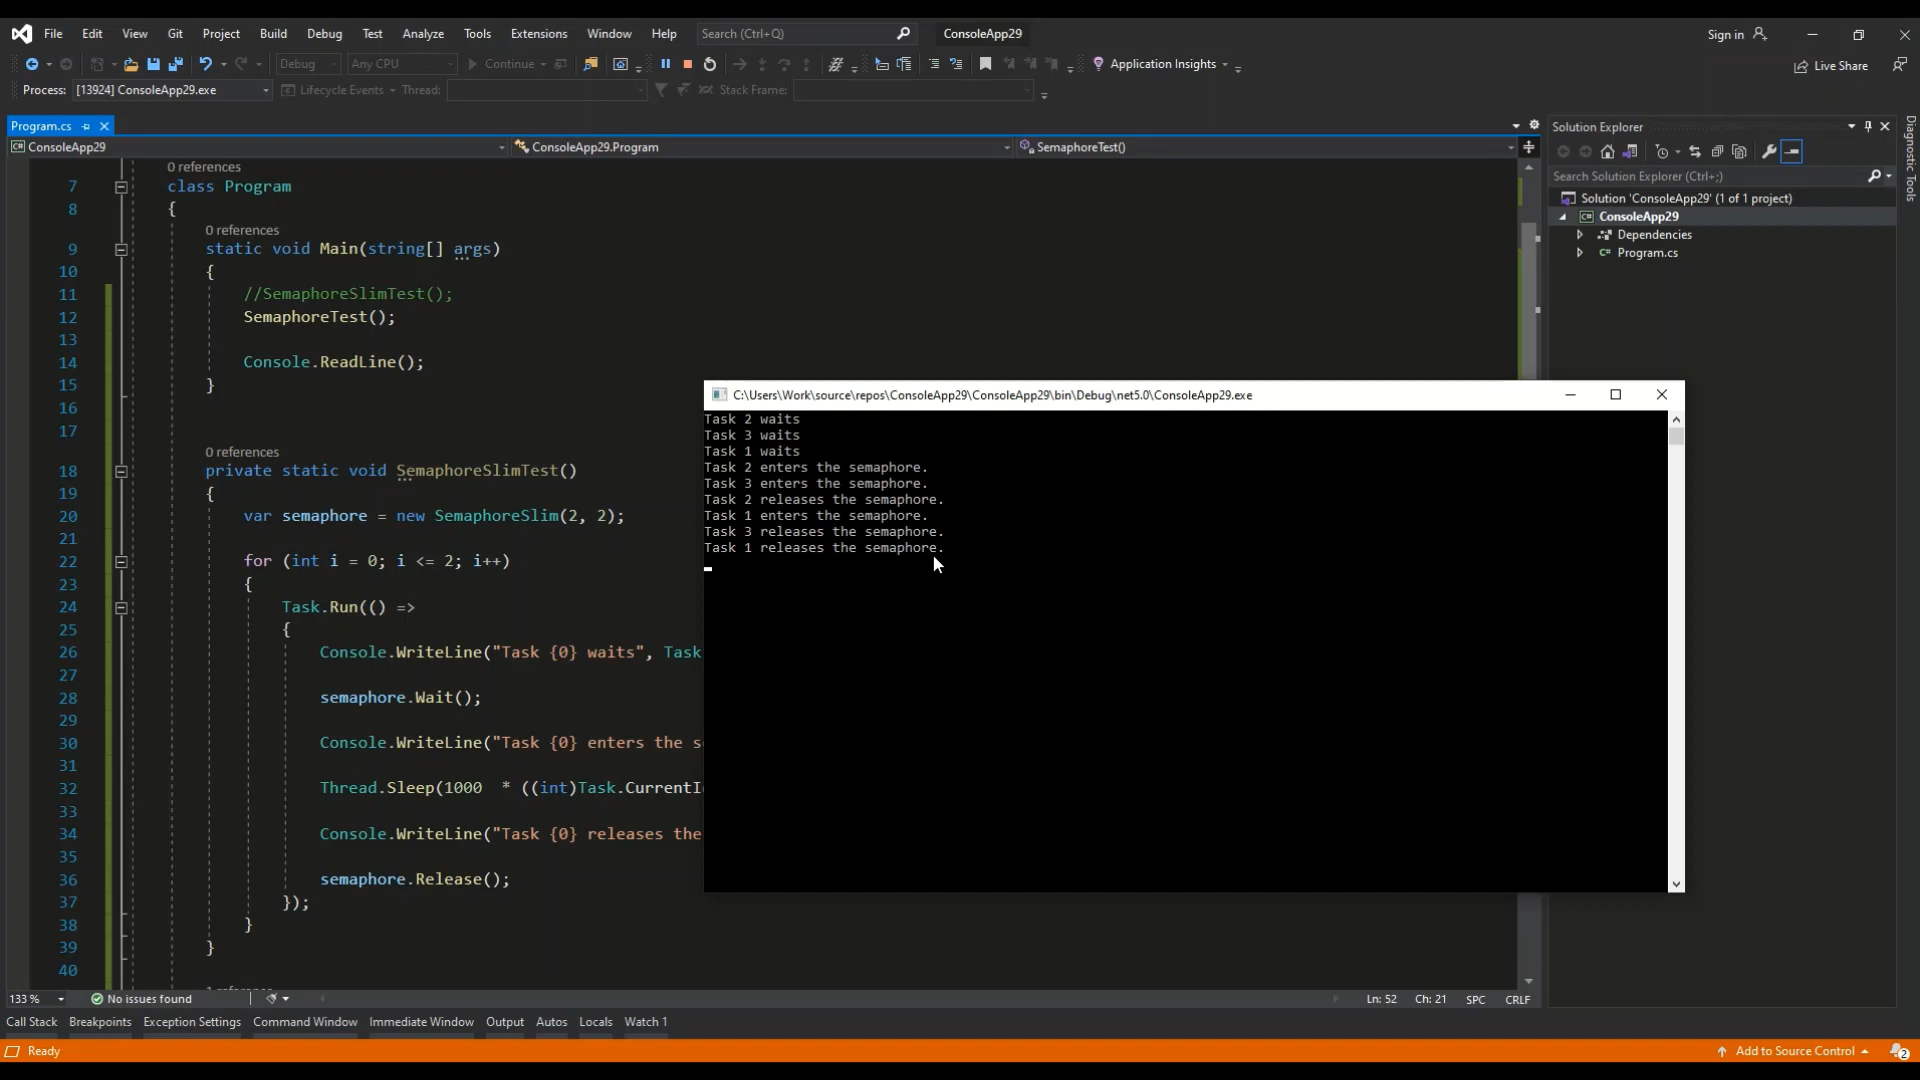 File Edit View Git Project Build Debug Test Analyze Tools Extensions Window Help Search (Ctrl+Q) ConsoleApp29 Sign in
Debug Any CPU Continue Application Insights Live Share
Process: [13924] ConsoleApp29.exe Lifecycle Events Thread: Stack Frame:
Program.cs
ConsoleApp29 ConsoleApp29.Program SemaphoreTest()
0 references
7 class Program
8 {
0 references
9 static void Main(string[] args)
10 {
11 //SemaphoreSlimTest();
12 SemaphoreTest();
13
14 Console.ReadLine();
15 }
16
17
0 references
18 private static void SemaphoreSlimTest()
19 {
20 var semaphore = new SemaphoreSlim(2, 2);
21
22 for (int i = 0; i <= 2; i++)
23 {
24 Task.Run(() =>
25 {
26 Console.WriteLine("Task {0} waits", Task
27
28 semaphore.Wait();
29
30 Console.WriteLine("Task {0} enters the s
31
32 Thread.Sleep(1000 * ((int)Task.CurrentI
33
34 Console.WriteLine("Task {0} releases the
35
36 semaphore.Release();
37 });
38 }
39 }
40
C:\Users\Work\source\repos\ConsoleApp29\ConsoleApp29\bin\Debug\net5.0\ConsoleApp29.exe
Task 2 waits
Task 3 waits
Task 1 waits
Task 2 enters the semaphore.
Task 3 enters the semaphore.
Task 2 releases the semaphore.
Task 1 enters the semaphore.
Task 3 releases the semaphore.
Task 1 releases the semaphore.
Solution Explorer
Search Solution Explorer (Ctrl+;)
Solution 'ConsoleApp29' (1 of 1 project)
ConsoleApp29
Dependencies
Program.cs
Diagnostic Tools
133 % No issues found Ln: 52 Ch: 21 SPC CRLF
Call Stack Breakpoints Exception Settings Command Window Immediate Window Output Autos Locals Watch 1
Ready Add to Source Control 2